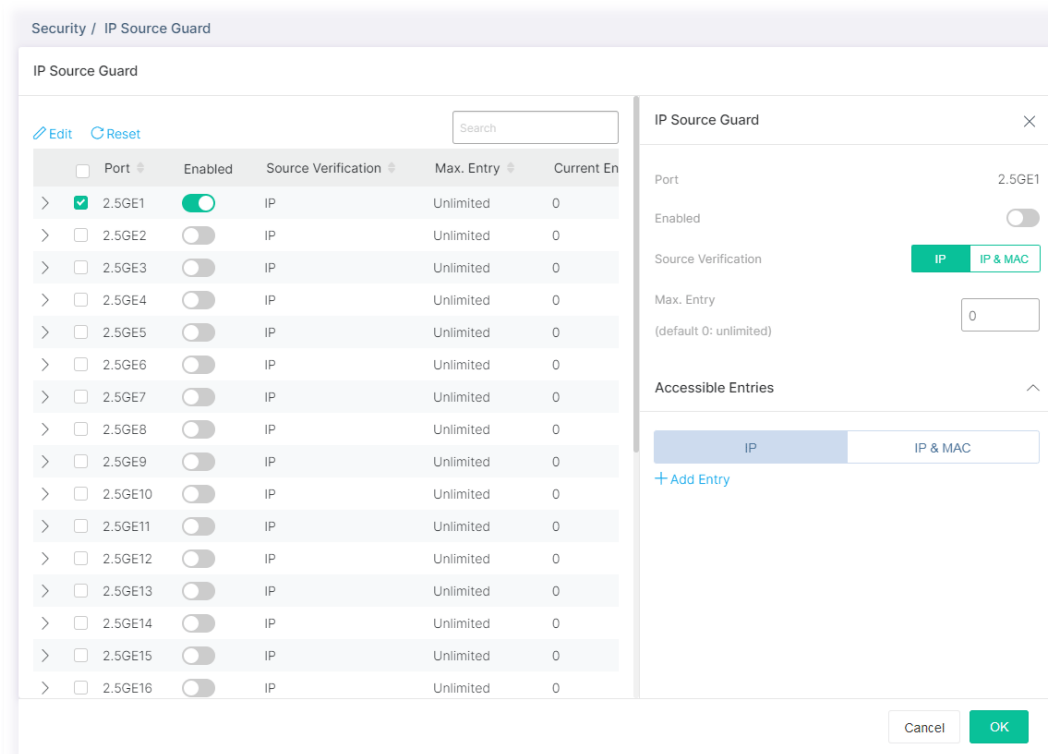 Security / IP Source Guard
IP Source Guard
Edit Reset
Search
Port Enabled Source Verification Max. Entry Current En
2.5GE1 IP Unlimited 0
2.5GE2 IP Unlimited 0
2.5GE3 IP Unlimited 0
2.5GE4 IP Unlimited 0
2.5GE5 IP Unlimited 0
2.5GE6 IP Unlimited 0
2.5GE7 IP Unlimited 0
2.5GE8 IP Unlimited 0
2.5GE9 IP Unlimited 0
2.5GE10 IP Unlimited 0
2.5GE11 IP Unlimited 0
2.5GE12 IP Unlimited 0
2.5GE13 IP Unlimited 0
2.5GE14 IP Unlimited 0
2.5GE15 IP Unlimited 0
2.5GE16 IP Unlimited 0
IP Source Guard
Port 2.5GE1
Enabled
Source Verification IP IP & MAC
Max. Entry
(default 0: unlimited) 0
Accessible Entries
IP IP & MAC
+ Add Entry
Cancel OK